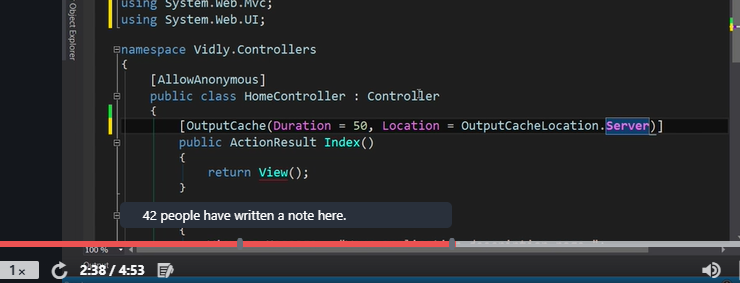 using System.Web.Mvc;
using System.Web.UI;
Object Explorer
namespace Vidly.Controllers
{
[AllowAnonymous]
public class HomeController : Controller
{
[OutputCache(Duration = 50, Location = OutputCacheLocation.Server)]
public ActionResult Index()
{
return View();
}
42 people have written a note here.
{
100 %
Output
1x
2:38 / 4:53